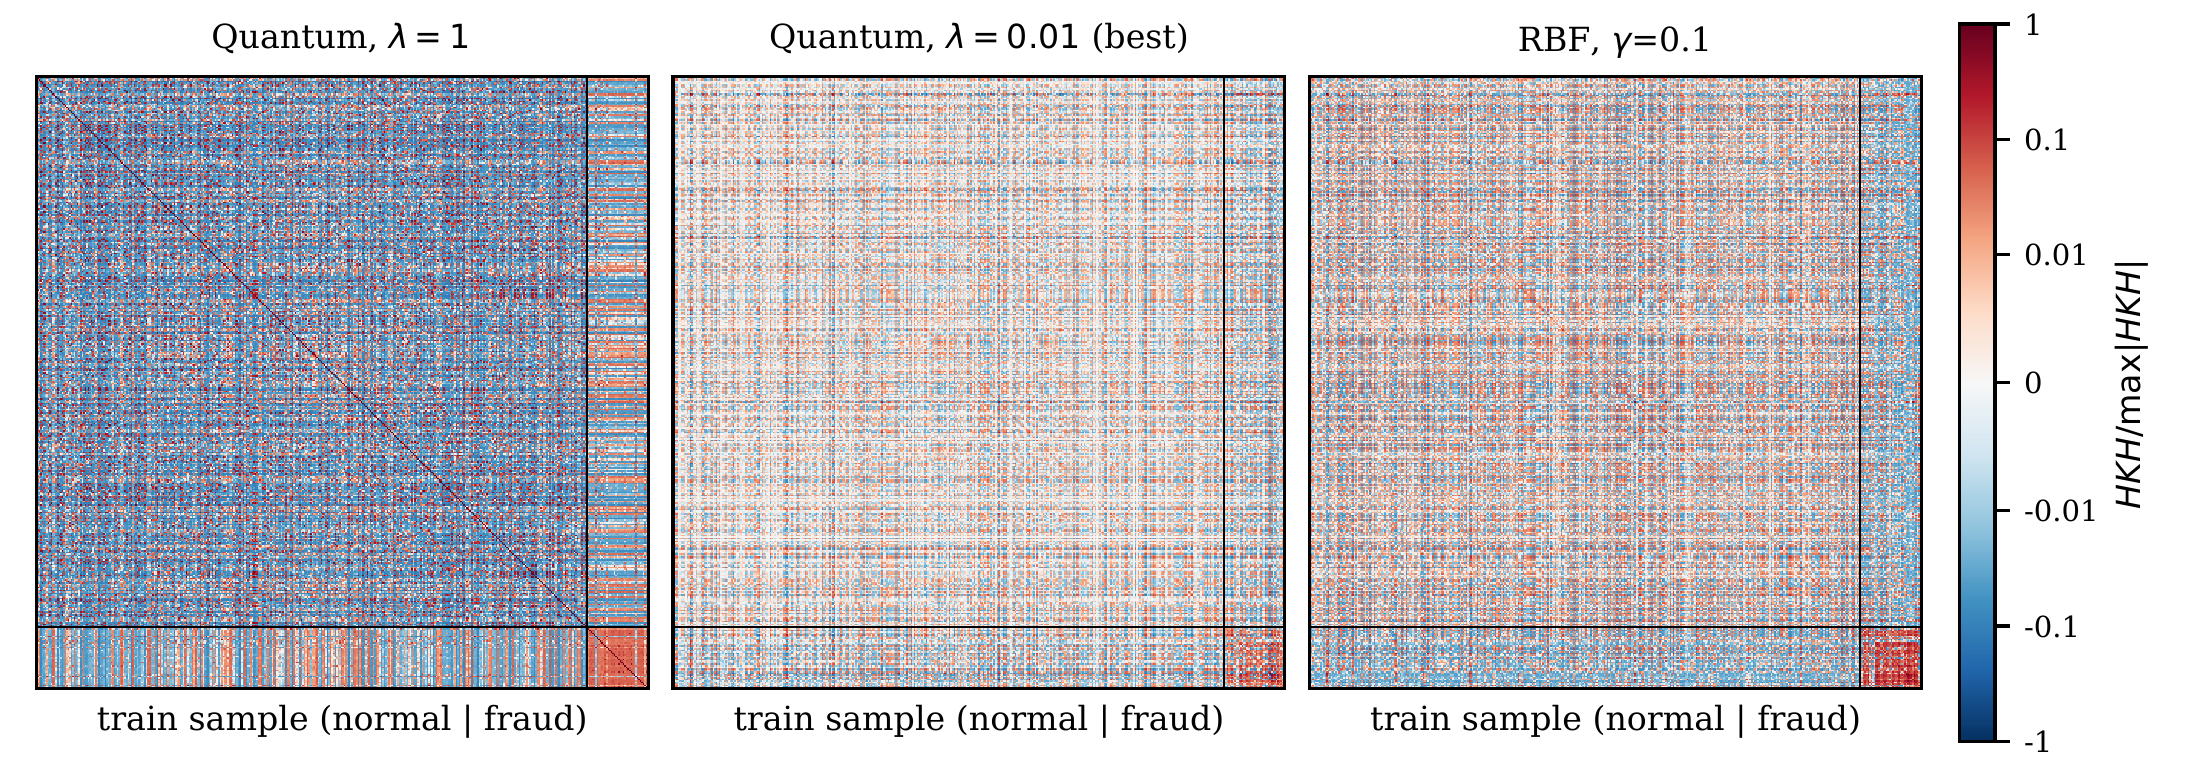 Quantum, λ = 1
Quantum, λ = 0.01 (best)
RBF, γ=0.1
train sample (normal | fraud)
train sample (normal | fraud)
train sample (normal | fraud)
1
0.1
0.01
0
-0.01
-0.1
-1
HKH/max|HKH|